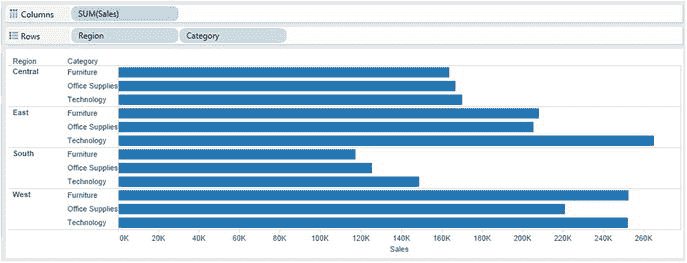 Columns SUM(Sales)
Rows Region Category
Region Category
Central Furniture
Office Supplies
Technology
East Furniture
Office Supplies
Technology
South Furniture
Office Supplies
Technology
West Furniture
Office Supplies
Technology
0K 20K 40K 60K 80K 100K 120K 140K 160K 180K 200K 220K 240K 260K
Sales